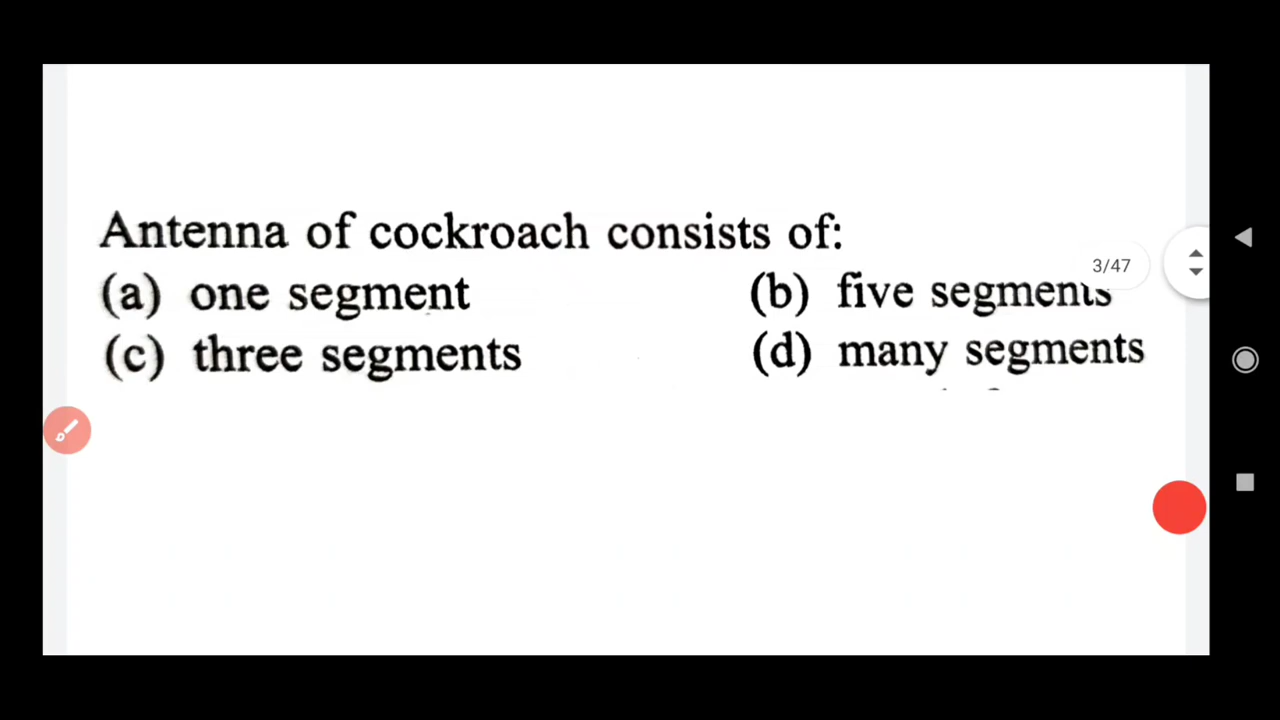 Antenna of cockroach consists of:
(a) one segment (b) five segments
(c) three segments (d) many segments
3/47